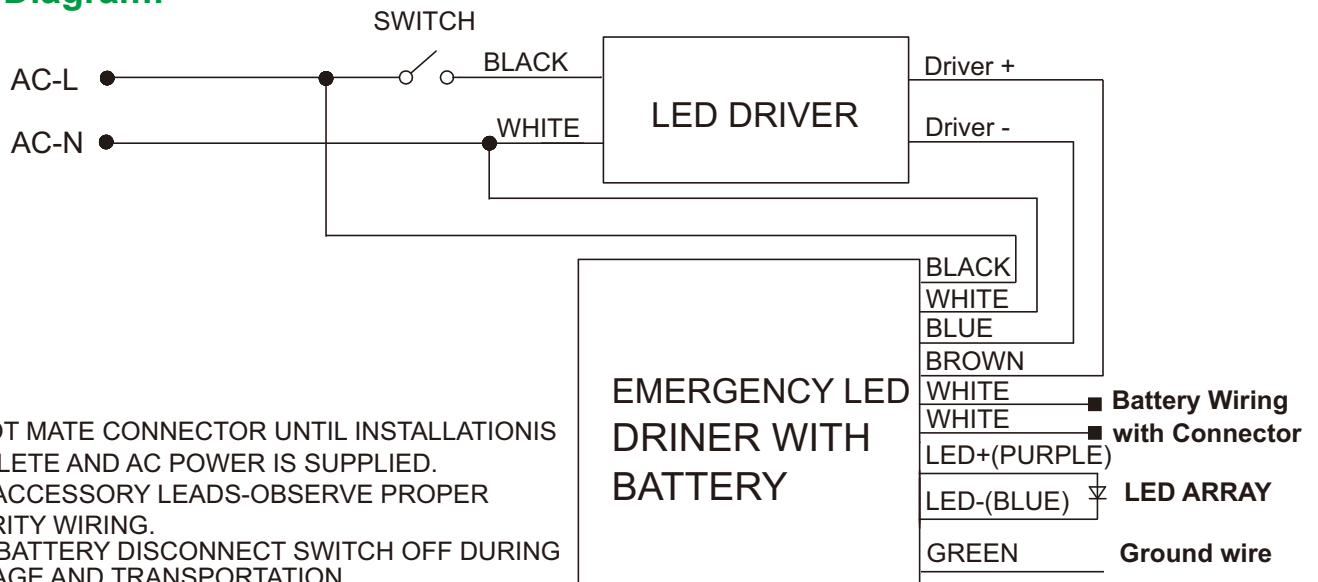 Diagram:
SWITCH
AC-L
BLACK
LED DRIVER
Driver +
AC-N
WHITE
Driver -
BLACK
WHITE
BLUE
BROWN
EMERGENCY LED
DRINER WITH
BATTERY
WHITE
WHITE
Battery Wiring
with Connector
LED+(PURPLE)
LED-(BLUE)
LED ARRAY
GREEN
Ground wire
MATE CONNECTOR UNTIL INSTALLATIONIS
AND AC POWER IS SUPPLIED.
ACCESSORY LEADS-OBSERVE PROPER
WIRING.
BATTERY DISCONNECT SWITCH OFF DURING
AND TRANSPORTATION